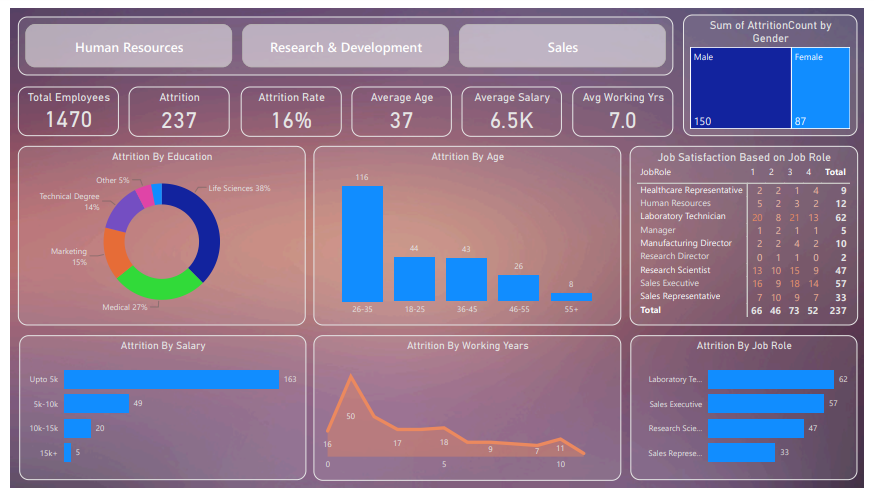 Human Resources
Research & Development
Sales
Sum of AttritionCount by
Gender
Male
Female
150
87
Total Employees
1470
Attrition
237
Attrition Rate
16%
Average Age
37
Average Salary
6.5K
Avg Working Yrs
7.0
Attrition By Education
Other 5%
Life Sciences 38%
Technical Degree
14%
Marketing
15%
Medical 27%
Attrition By Age
116
44
43
26
8
26-35
18-25
36-45
46-55
55+
Job Satisfaction Based on Job Role
JobRole 1 2 3 4 Total
Healthcare Representative 2 2 1 4 9
Human Resources 5 2 3 2 12
Laboratory Technician 20 8 21 13 62
Manager 1 2 1 1 5
Manufacturing Director 2 2 4 2 10
Research Director 0 1 1 0 2
Research Scientist 13 10 15 9 47
Sales Executive 16 9 18 14 57
Sales Representative 7 10 9 7 33
Total 66 46 73 52 237
Attrition By Salary
Upto 5k 163
5k-10k 49
10k-15k 20
15k+ 5
Attrition By Working Years
16
50
17
18
9
7
11
0
5
10
Attrition By Job Role
Laboratory Te... 62
Sales Executive 57
Research Scie... 47
Sales Represe... 33